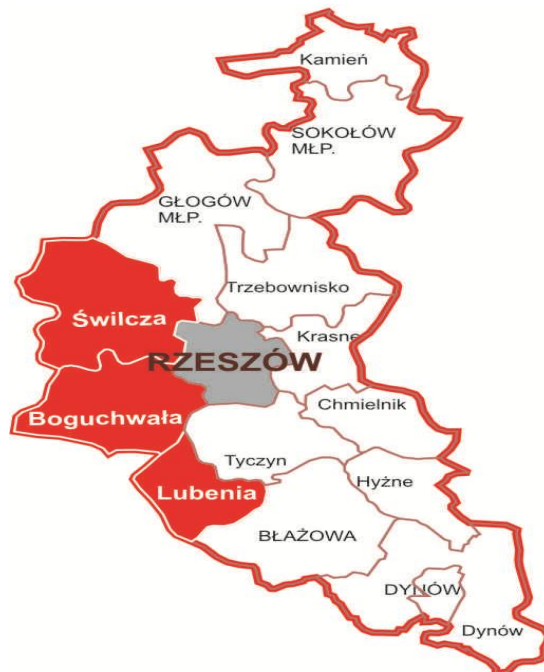 Kamień
SOKOŁÓW
MŁP.
GŁOGÓW
MŁP.
Trzebownisko
Świlcza
Krasne
RZESZÓW
Chmielnik
Boguchwała
Tyczyn
Hyżne
Lubenia
BŁAŻOWA
DYNÓW
Dynów